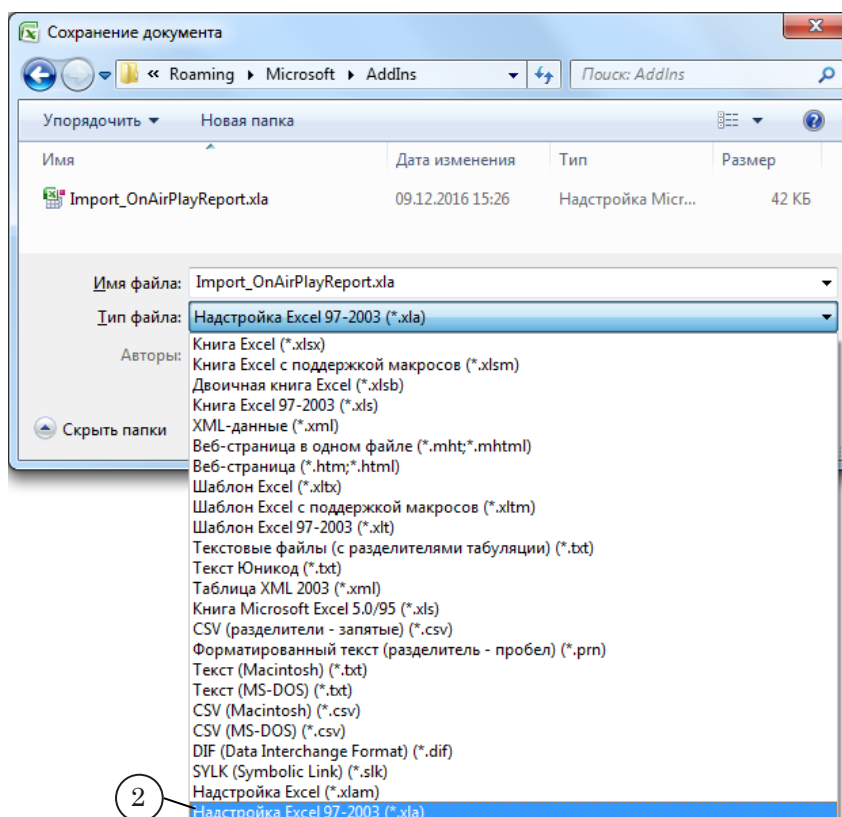 Сохранение документа
« Roaming Microsoft AddIns Поиск: AddIns
Упорядочить Новая папка
Имя Дата изменения Тип Размер
Import_OnAirPlayReport.xla 09.12.2016 15:26 Надстройка Micr... 42 КБ
Имя файла: Import_OnAirPlayReport.xla
Тип файла: Надстройка Excel 97-2003 (*.xla)
Авторы:
Скрыть папки
Книга Excel (*.xlsx)
Книга Excel с поддержкой макросов (*.xlsm)
Двоичная книга Excel (*.xlsb)
Книга Excel 97-2003 (*.xls)
XML-данные (*.xml)
Веб-страница в одном файле (*.mht;*.mhtml)
Веб-страница (*.htm;*.html)
Шаблон Excel (*.xltx)
Шаблон Excel с поддержкой макросов (*.xltm)
Шаблон Excel 97-2003 (*.xlt)
Текстовые файлы (с разделителями табуляции) (*.txt)
Текст Юникод (*.txt)
Таблица XML 2003 (*.xml)
Книга Microsoft Excel 5.0/95 (*.xls)
CSV (разделители - запятые) (*.csv)
Форматированный текст (разделитель - пробел) (*.prn)
Текст (Macintosh) (*.txt)
Текст (MS-DOS) (*.txt)
CSV (Macintosh) (*.csv)
CSV (MS-DOS) (*.csv)
DIF (Data Interchange Format) (*.dif)
SYLK (Symbolic Link) (*.slk)
Надстройка Excel (*.xlam)
2
Надстройка Excel 97-2003 (*.xla)